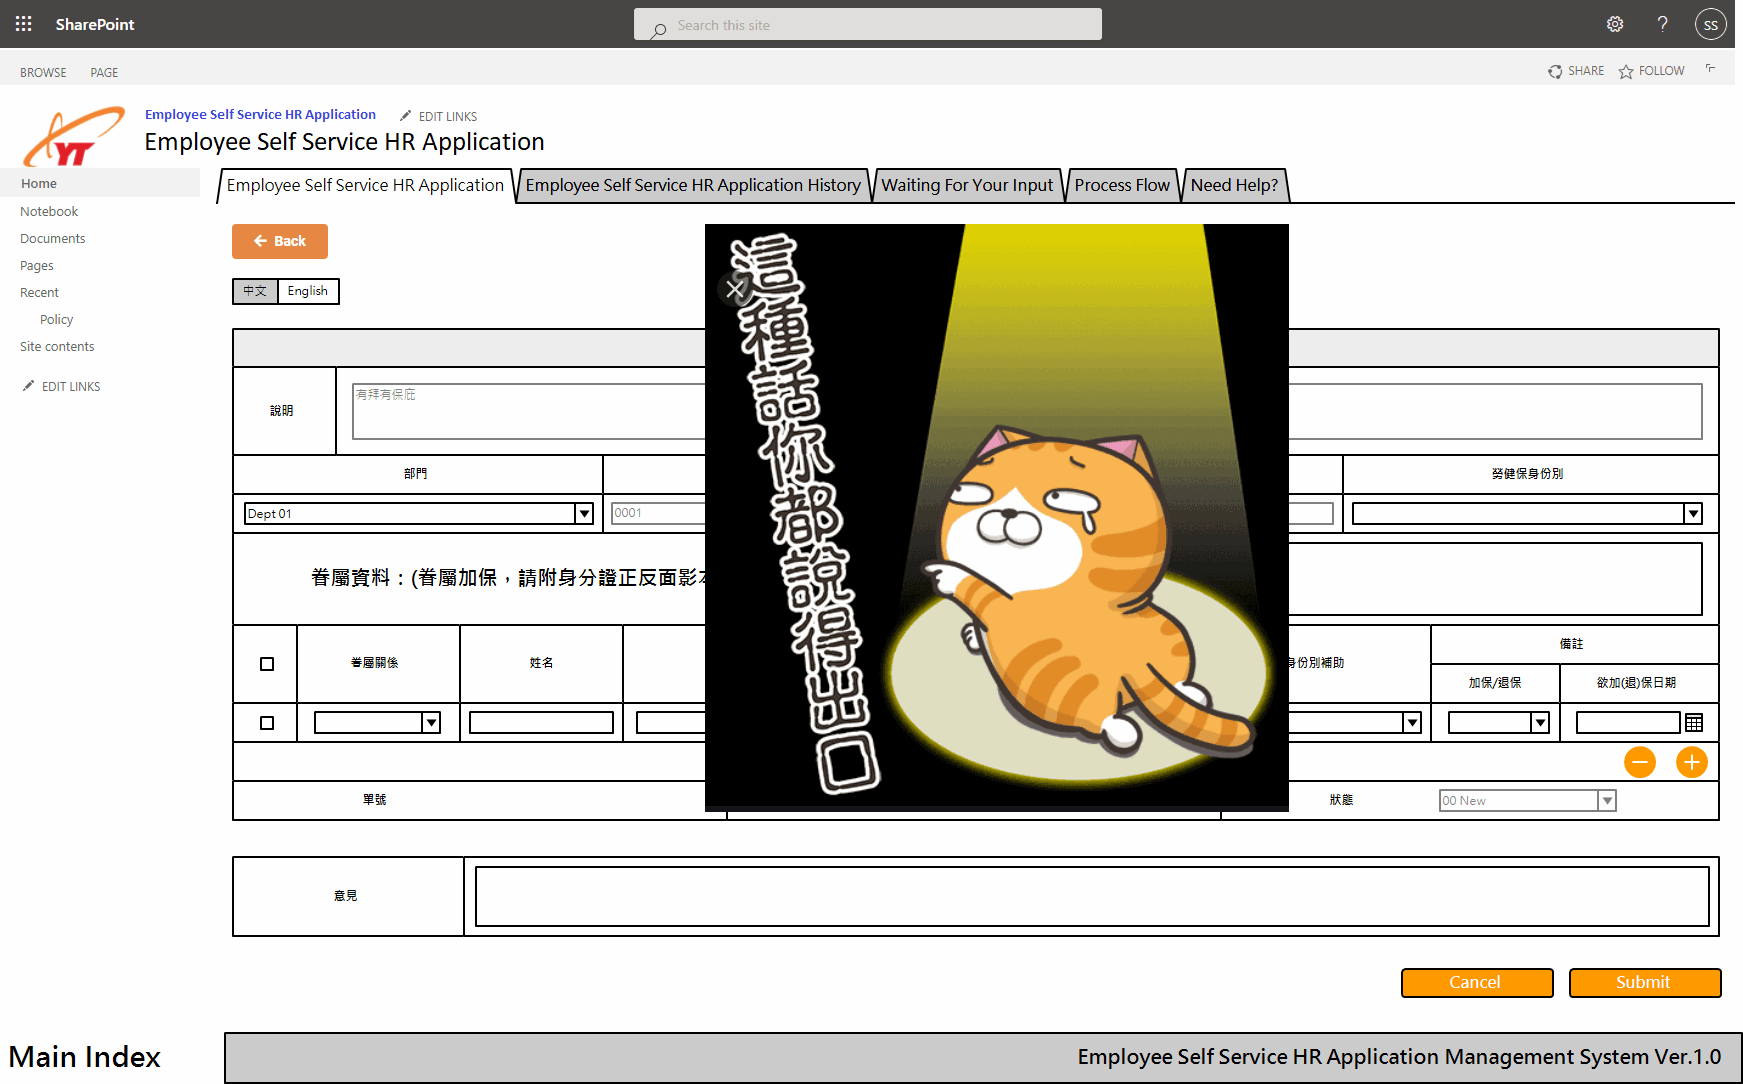 SharePoint
Search this site
SS
BROWSE
PAGE
SHARE
FOLLOW
YT
Employee Self Service HR Application
EDIT LINKS
Employee Self Service HR Application
Home
Notebook
Documents
Pages
Recent
Policy
Site contents
EDIT LINKS
Employee Self Service HR Application
Employee Self Service HR Application History
Waiting For Your Input
Process Flow
Need Help?
Back
中文
English
這種話你都說得出口
說明
有拜有保庇
部門
勞健保身份別
Dept 01
0001
眷屬資料：(眷屬加保，請附身分證正反面影
眷屬關係
姓名
身份別補助
備註
加保/退保
欲加(退)保日期
單號
狀態
00 New
意見
Cancel
Submit
Main Index
Employee Self Service HR Application Management System Ver.1.0